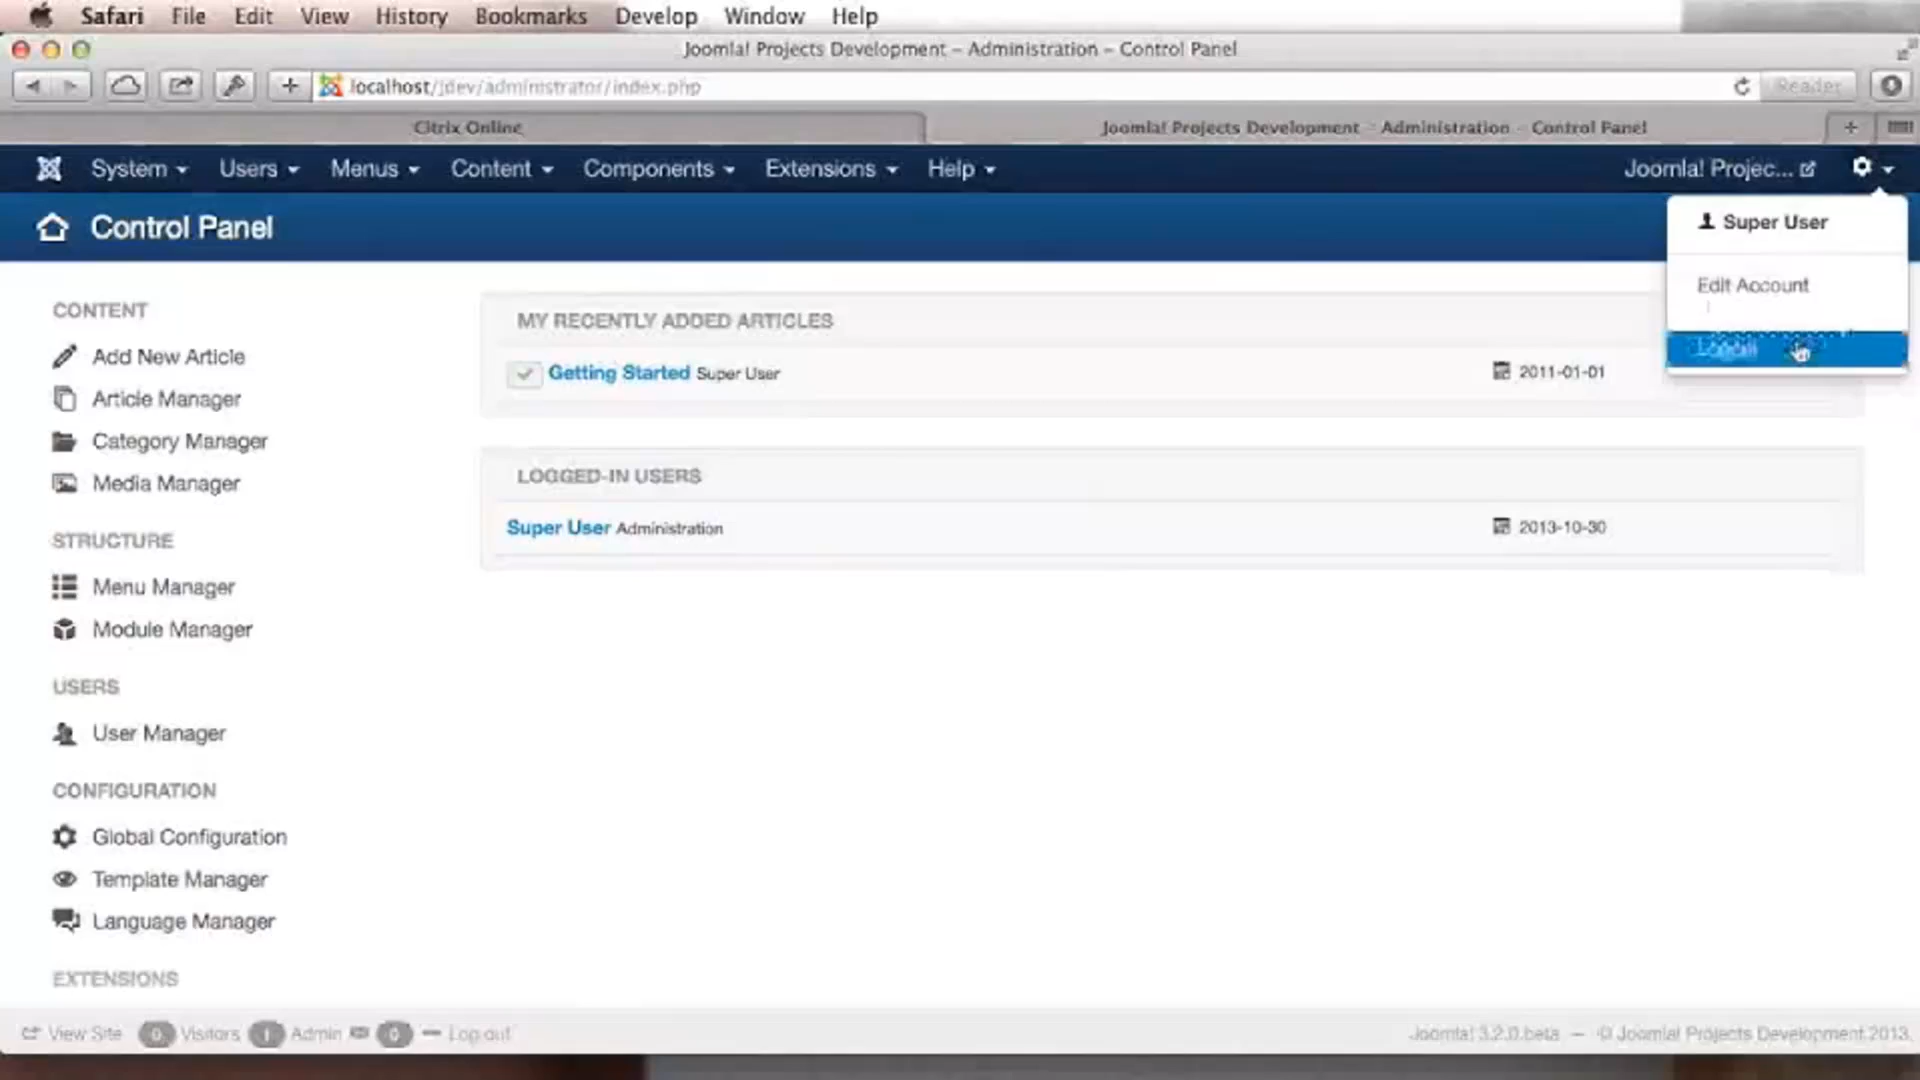 Safari File Edit View History Bookmarks Develop Window Help
Joomla! Projects Development – Administration – Control Panel
localhost/jdev/administrator/index.php
Reader
Citrix Online
Joomla! Projects Development – Administration – Control Panel
System Users Menus Content Components Extensions Help
Joomla! Projec...
Control Panel
Super User
Edit Account
Logout
CONTENT
Add New Article
Article Manager
Category Manager
Media Manager
STRUCTURE
Menu Manager
Module Manager
USERS
User Manager
CONFIGURATION
Global Configuration
Template Manager
Language Manager
EXTENSIONS
MY RECENTLY ADDED ARTICLES
Getting Started Super User 2011-01-01
LOGGED-IN USERS
Super User Administration 2013-10-30
View Site 0 Visitors 1 Admin 0 Log out
Joomla! 3.2.0.beta — © Joomla! Projects Development 2013.